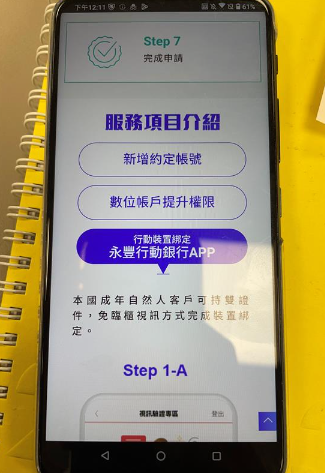 下午12:11
61%
Step 7
完成申請
服務項目介紹
新增約定帳號
數位帳戶提升權限
行動裝置綁定
永豐行動銀行APP
本國成年自然人客戶可持雙證
件，免臨櫃視訊方式完成裝置綁
定。
Step 1-A
視訊驗證專區
登出